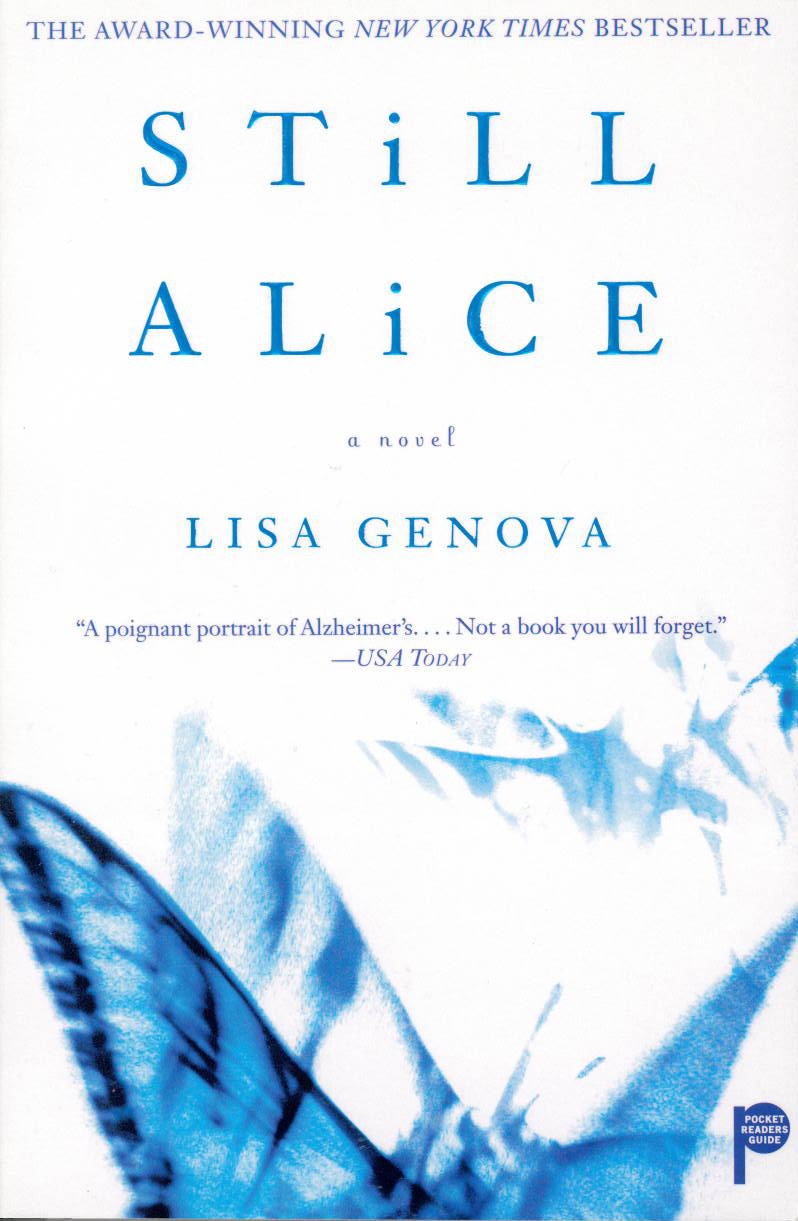 THE AWARD-WINNING NEW YORK TIMES BESTSELLER
STiLL
ALiCE
a novel
LISA GENOVA
“A poignant portrait of Alzheimer’s. . . . Not a book you will forget.”
—USA TODAY
POCKET
READERS
GUIDE
p